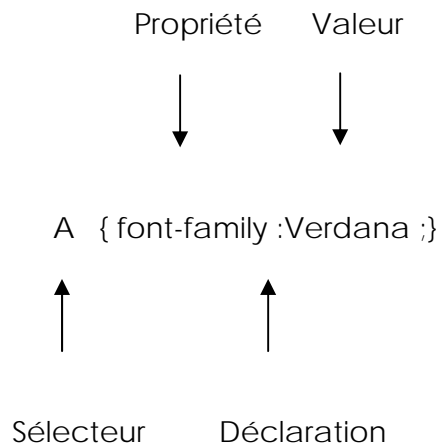 Propriété Valeur
A { font-family :Verdana ;}
Sélecteur Déclaration